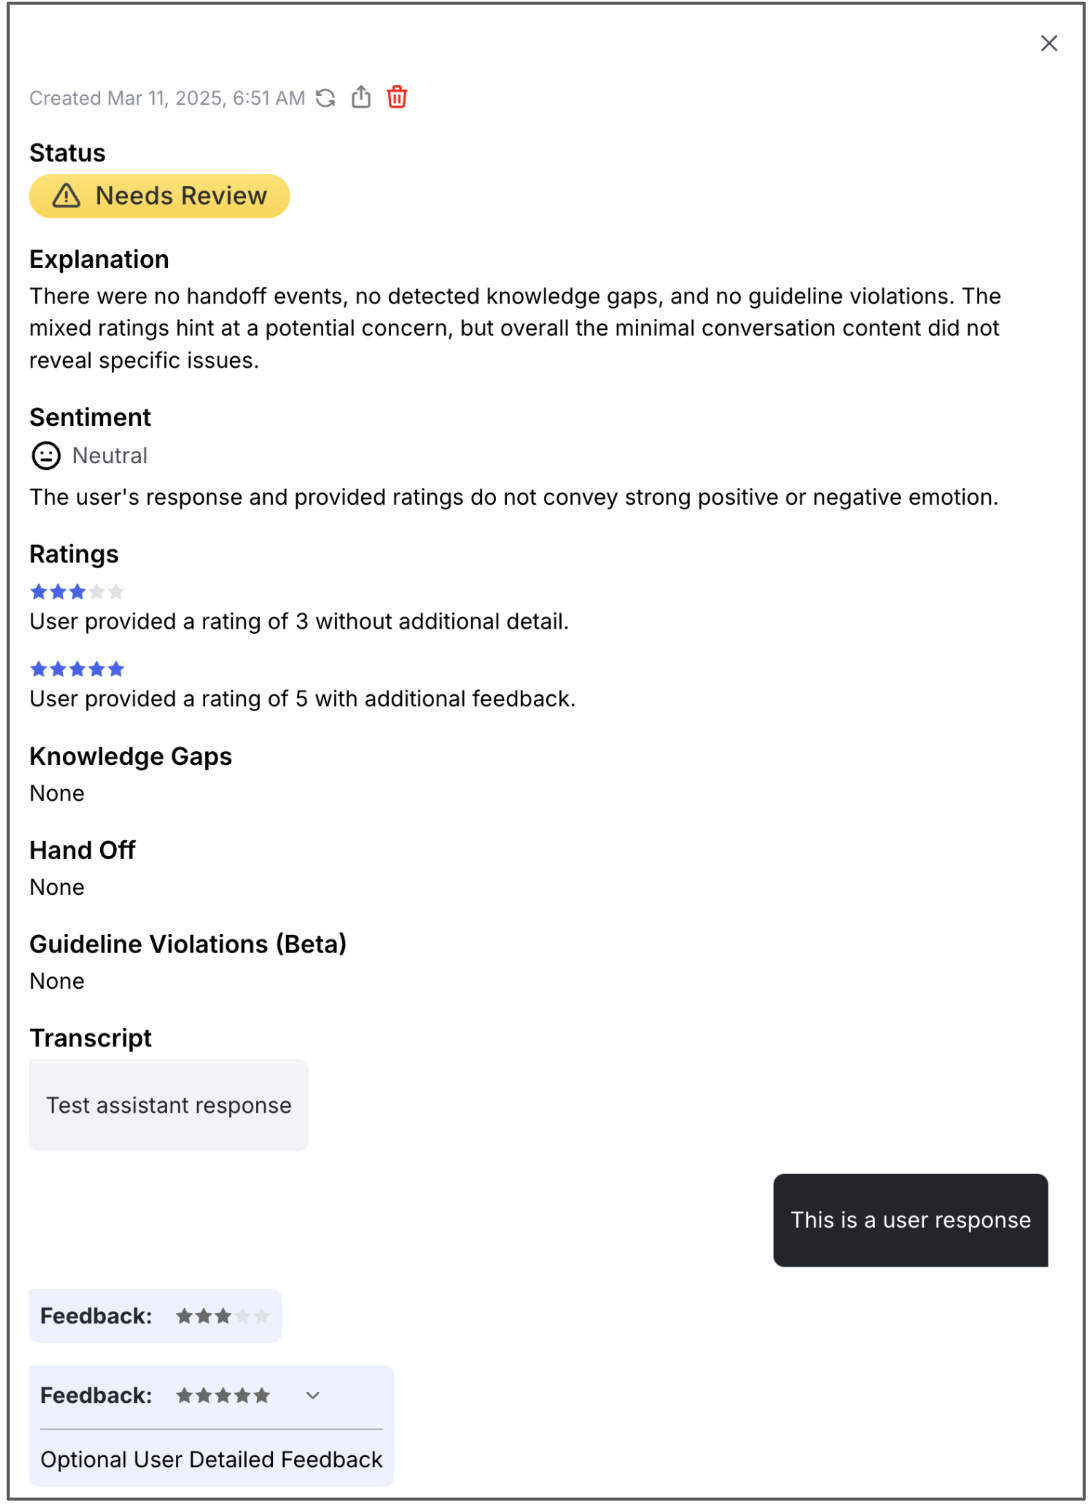 Created Mar 11, 2025, 6:51 AM
Status
Needs Review
Explanation
There were no handoff events, no detected knowledge gaps, and no guideline violations. The
mixed ratings hint at a potential concern, but overall the minimal conversation content did not
reveal specific issues.
Sentiment
Neutral
The user's response and provided ratings do not convey strong positive or negative emotion.
Ratings
User provided a rating of 3 without additional detail.
User provided a rating of 5 with additional feedback.
Knowledge Gaps
None
Hand Off
None
Guideline Violations (Beta)
None
Transcript
Test assistant response
This is a user response
Feedback:
Feedback:
Optional User Detailed Feedback